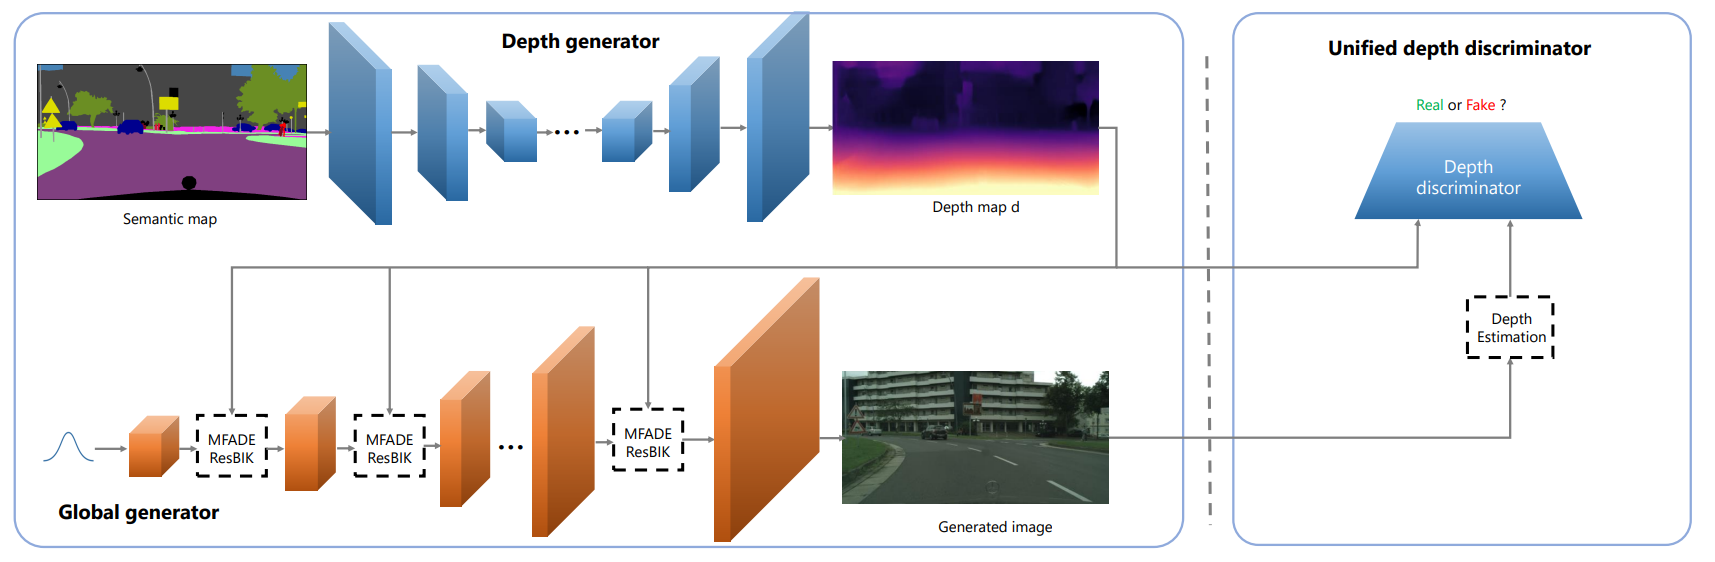 Depth generator
Unified depth discriminator
Real or Fake ?
Depth
discriminator
Semantic map
Depth map d
Depth
Estimation
MFADE
ResBIK
MFADE
ResBIK
MFADE
ResBIK
Global generator
Generated image